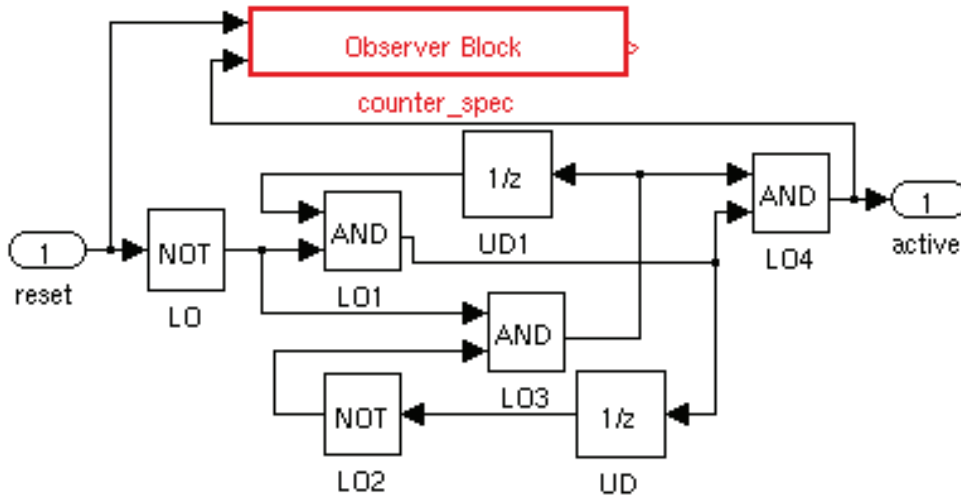 Observer Block
counter_spec
1/z
UD1
AND
LO4
1
active
1
reset
NOT
LO
AND
LO1
AND
LO3
NOT
LO2
1/z
UD